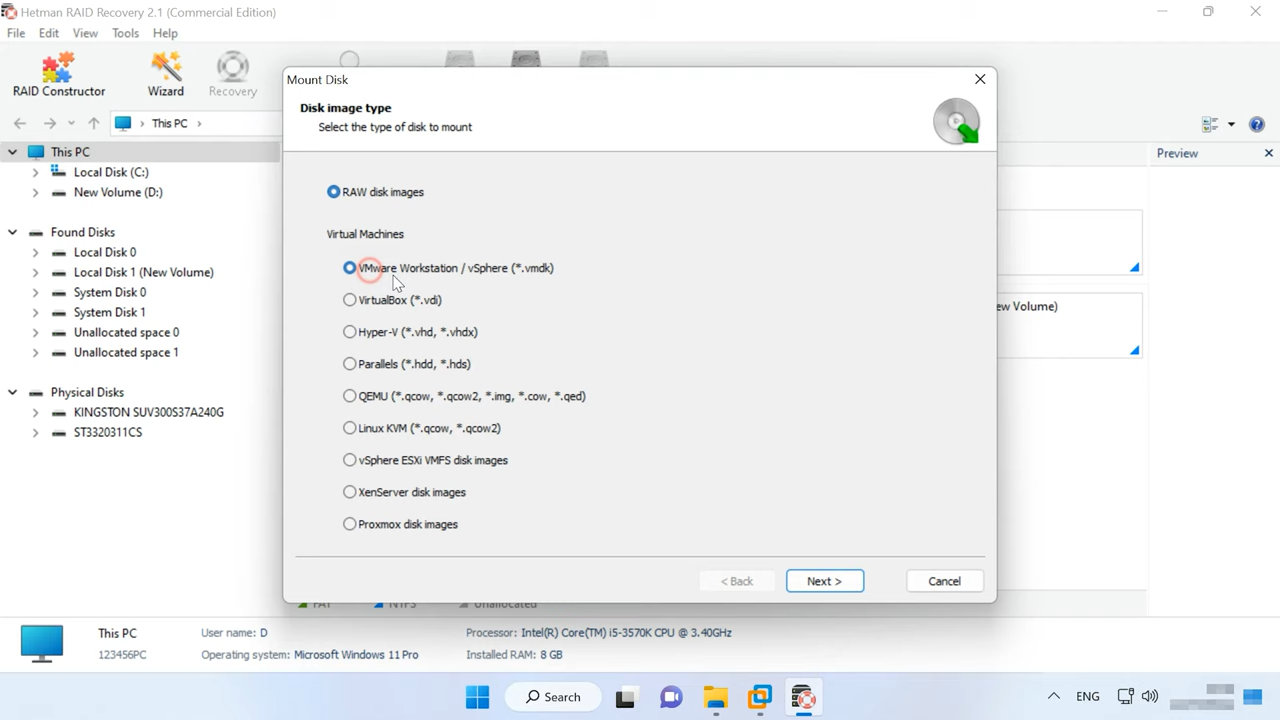 Hetman RAID Recovery 2.1 (Commercial Edition)
File Edit View Tools Help
RAID Constructor Wizard Recovery
This PC
This PC
Local Disk (C:)
New Volume (D:)
Found Disks
Local Disk 0
Local Disk 1 (New Volume)
System Disk 0
System Disk 1
Unallocated space 0
Unallocated space 1
Physical Disks
KINGSTON SUV300S37A240G
ST3320311CS
Mount Disk
Disk image type
Select the type of disk to mount
RAW disk images
Virtual Machines
VMware Workstation / vSphere (*.vmdk)
VirtualBox (*.vdi)
Hyper-V (*.vhd, *.vhdx)
Parallels (*.hdd, *.hds)
QEMU (*.qcow, *.qcow2, *.img, *.cow, *.qed)
Linux KVM (*.qcow, *.qcow2)
vSphere ESXi VMFS disk images
XenServer disk images
Proxmox disk images
< Back Next > Cancel
Preview
ew Volume)
FAT NTFS Unallocated
This PC User name: D Processor: Intel(R) Core(TM) i5-3570K CPU @ 3.40GHz
123456PC Operating system: Microsoft Windows 11 Pro Installed RAM: 8 GB
Search
ENG